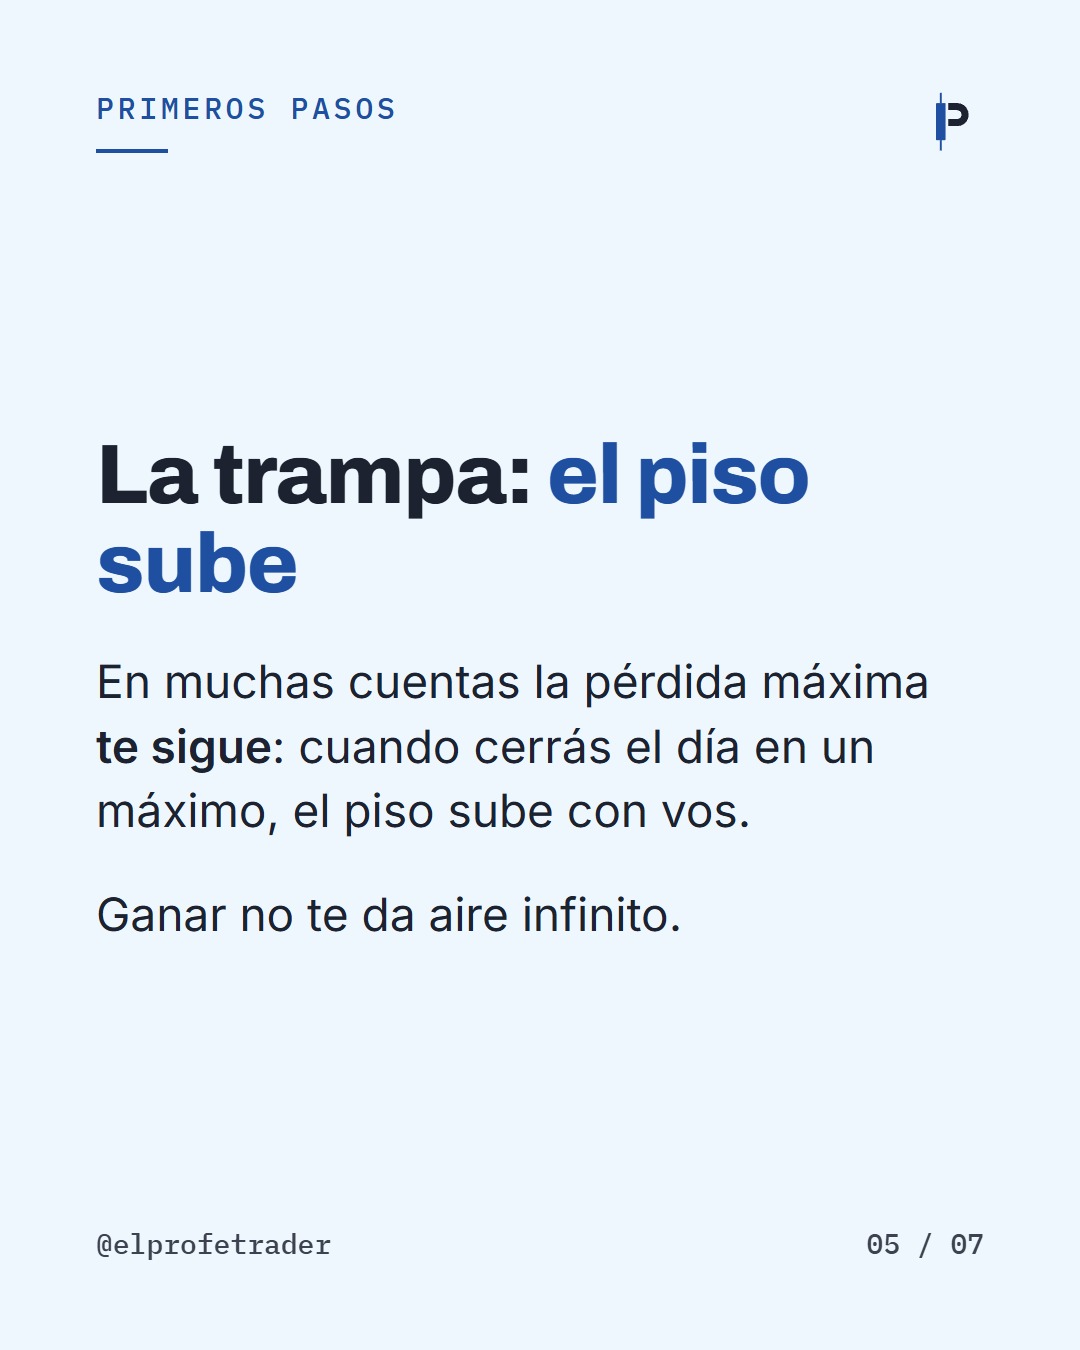 PRIMEROS PASOS
La trampa: el piso
sube
En muchas cuentas la pérdida máxima
te sigue: cuando cerrás el día en un
máximo, el piso sube con vos.
Ganar no te da aire infinito.
@elprofetrader
05 / 07